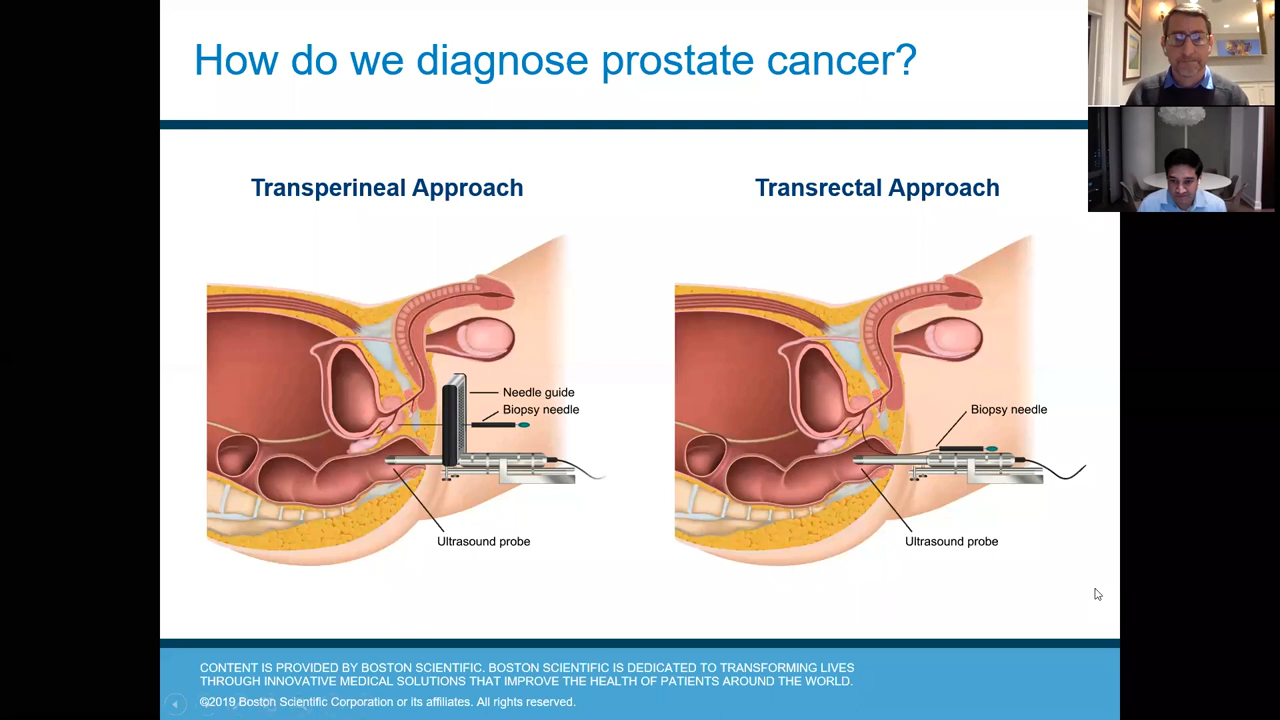 How do we diagnose prostate cancer?
Transperineal Approach
Transrectal Approach
Needle guide
Biopsy needle
Ultrasound probe
Biopsy needle
Ultrasound probe
CONTENT IS PROVIDED BY BOSTON SCIENTIFIC. BOSTON SCIENTIFIC IS DEDICATED TO TRANSFORMING LIVES
THROUGH INNOVATIVE MEDICAL SOLUTIONS THAT IMPROVE THE HEALTH OF PATIENTS AROUND THE WORLD.
©2019 Boston Scientific Corporation or its affiliates. All rights reserved.